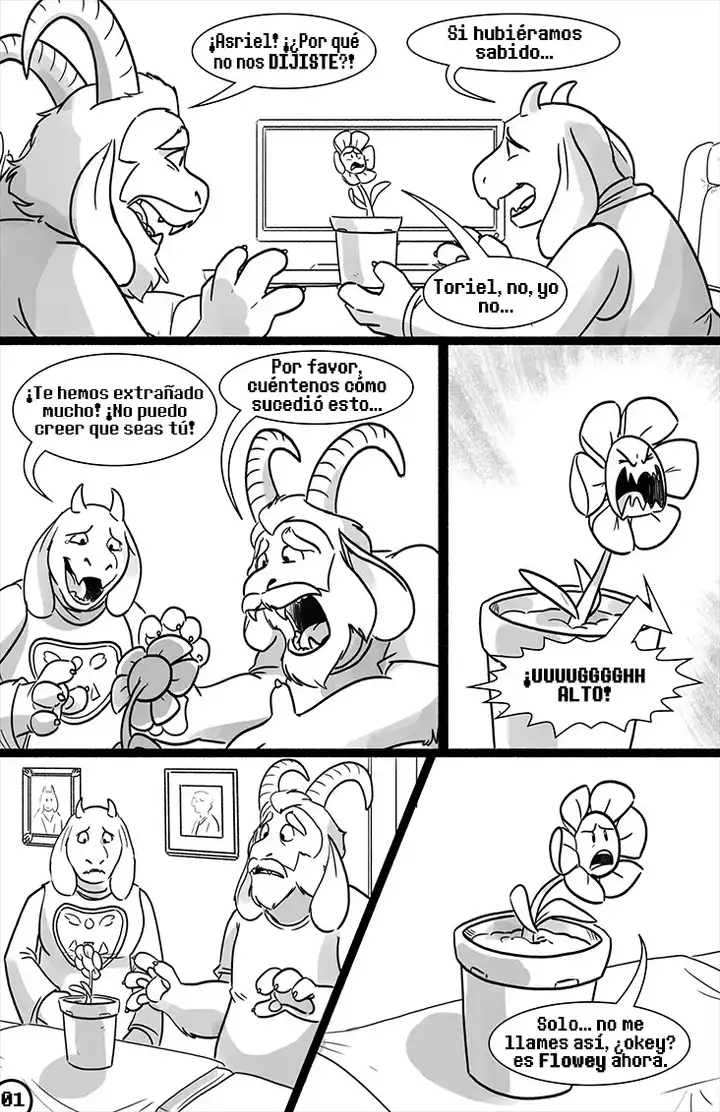 ¡Asriel! ¡¿Por qué
no nos DIJISTE?!
Si hubiéramos
sabido...
Toriel, no, yo
no...
¡Te hemos extrañado
mucho! ¡No puedo
creer que seas tú!
Por favor,
cuéntenos cómo
sucedió esto...
¡UUUUGGGGHH
ALTO!
Solo... no me
llames así, ¿okey?
es Flowey ahora.
01